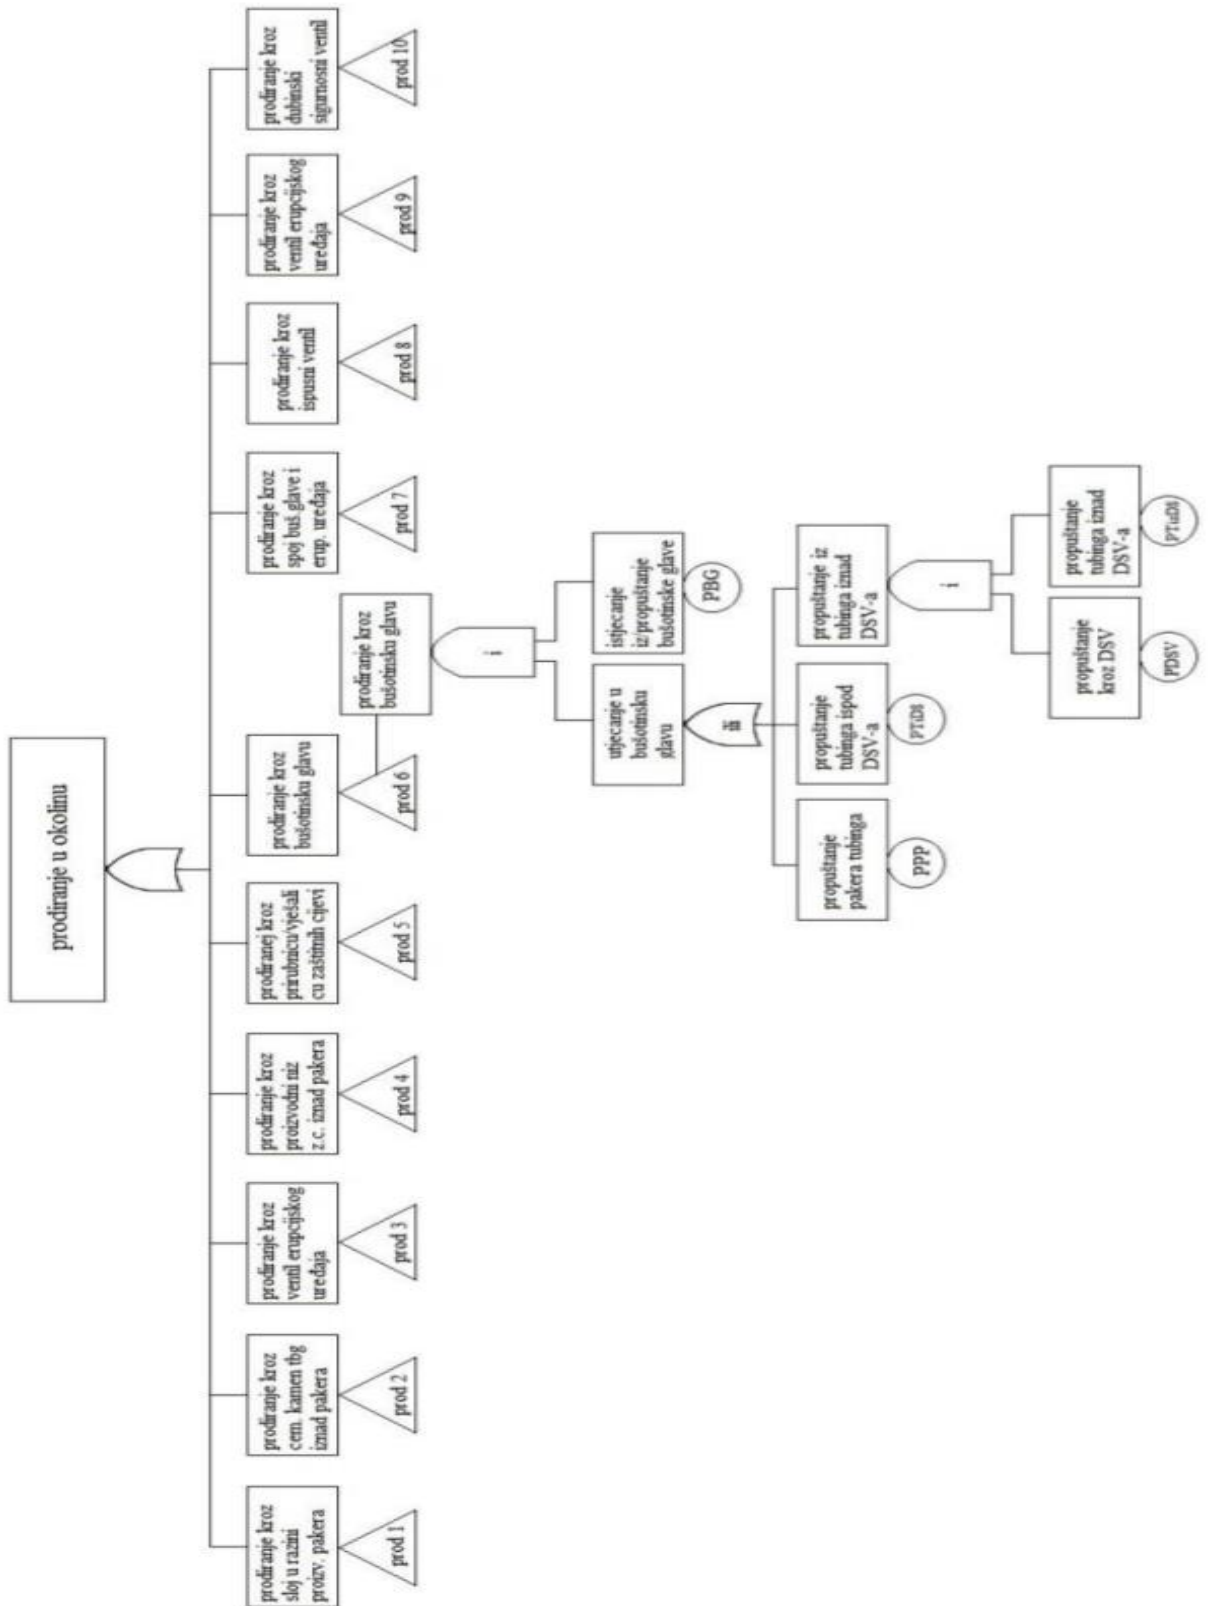 prodiranje u okolinu
prodiranje kroz
sloj u razini
proizv. pakera
prod 1
prodiranje kroz
cem. kamen tbg
iznad pakera
prod 2
prodiranje kroz
ventil erupcijskog
uređaja
prod 3
prodiranje kroz
proizvodni niz
z.c. iznad pakera
prod 4
prodiranej kroz
prirubnicu/vješali
cu zaštitnih cijevi
prod 5
prodiranje kroz
bušotinsku glavu
prod 6
prodiranje kroz
spoj buš glave i
erup. uređaja
prod 7
prodiranje kroz
ispusni ventil
prod 8
prodiranje kroz
ventil erupcijskog
uređaja
prod 9
prodiranje kroz
dubinski
sigurnosni ventil
prod 10
prodiranje kroz
bušotinsku glavu
i
utjecanje u
bušotinsku
glavu
ili
istjecanje
iz/propuštanje
bušotinske glave
PBG
propuštanje
pakera tubinga
PPP
propuštanje
tubinga ispod
DSV-a
PTiDS
propuštanje iz
tubinga iznad
DSV-a
i
propuštanje
kroz DSV
PDSV
propuštanje
tubinga iznad
DSV-a